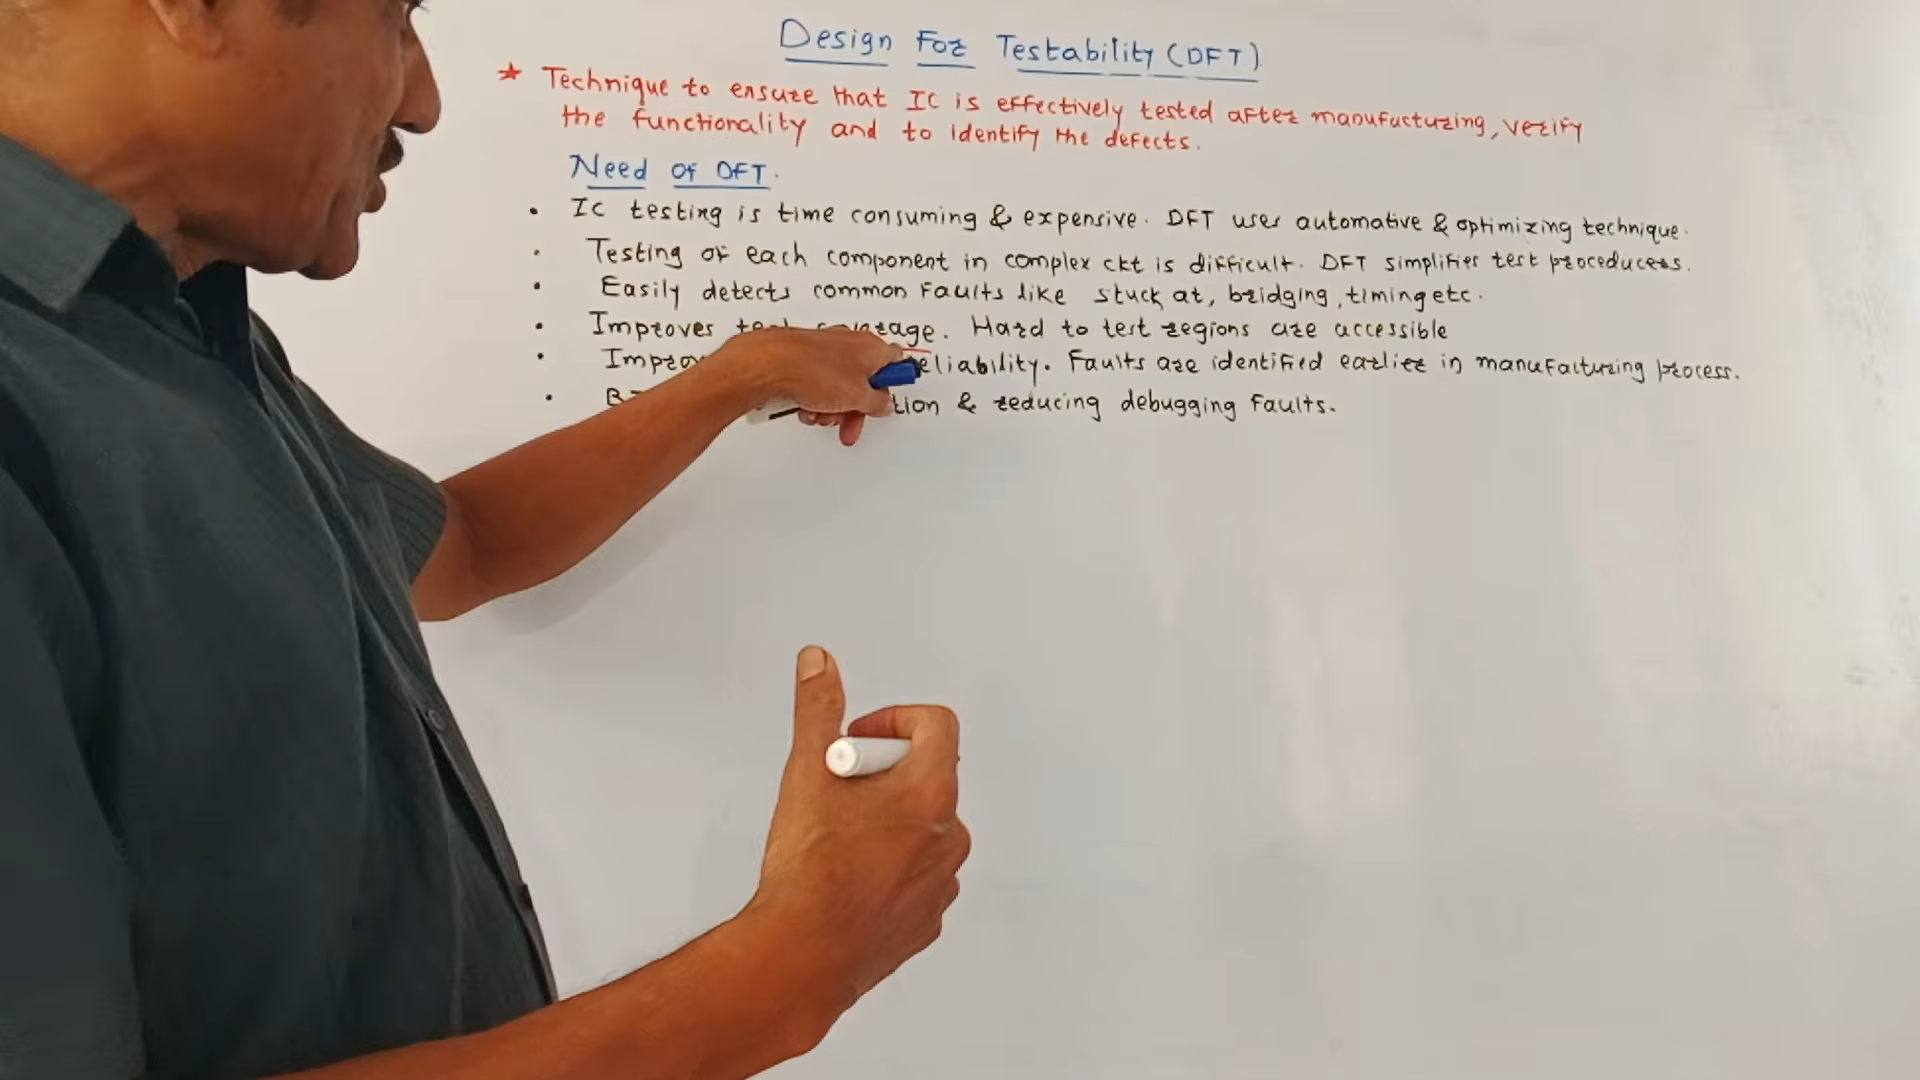 Design For Testability (DFT)
* Technique to ensure that IC is effectively tested after manufacturing, verify
the functionality and to identify the defects.
Need of DFT.
• IC testing is time consuming & expensive. DFT uses automative & optimizing technique.
• Testing of each component in complex ckt is difficult. DFT simplifies test proceducers.
• Easily detects common faults like stuck at, bridging, timing etc.
• Improves test coverage. Hard to test regions are accessible
• reliability. Faults are identified earlier in manufacturing process.
• & reducing debugging faults.